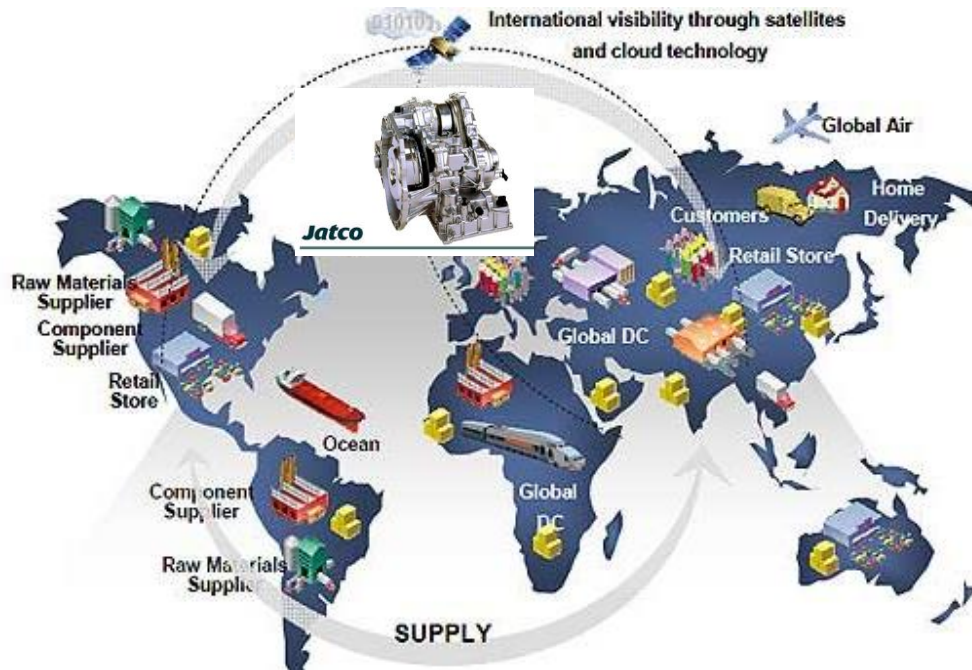 010101
International visibility through satellites
and cloud technology
Global Air
Jatco
Home
Delivery
Customers
Retail Store
Raw Materials
Supplier
Component
Supplier
Global DC
Retail
Store
Ocean
Component
Supplier
Global
DC
Raw Materials
Supplier
SUPPLY